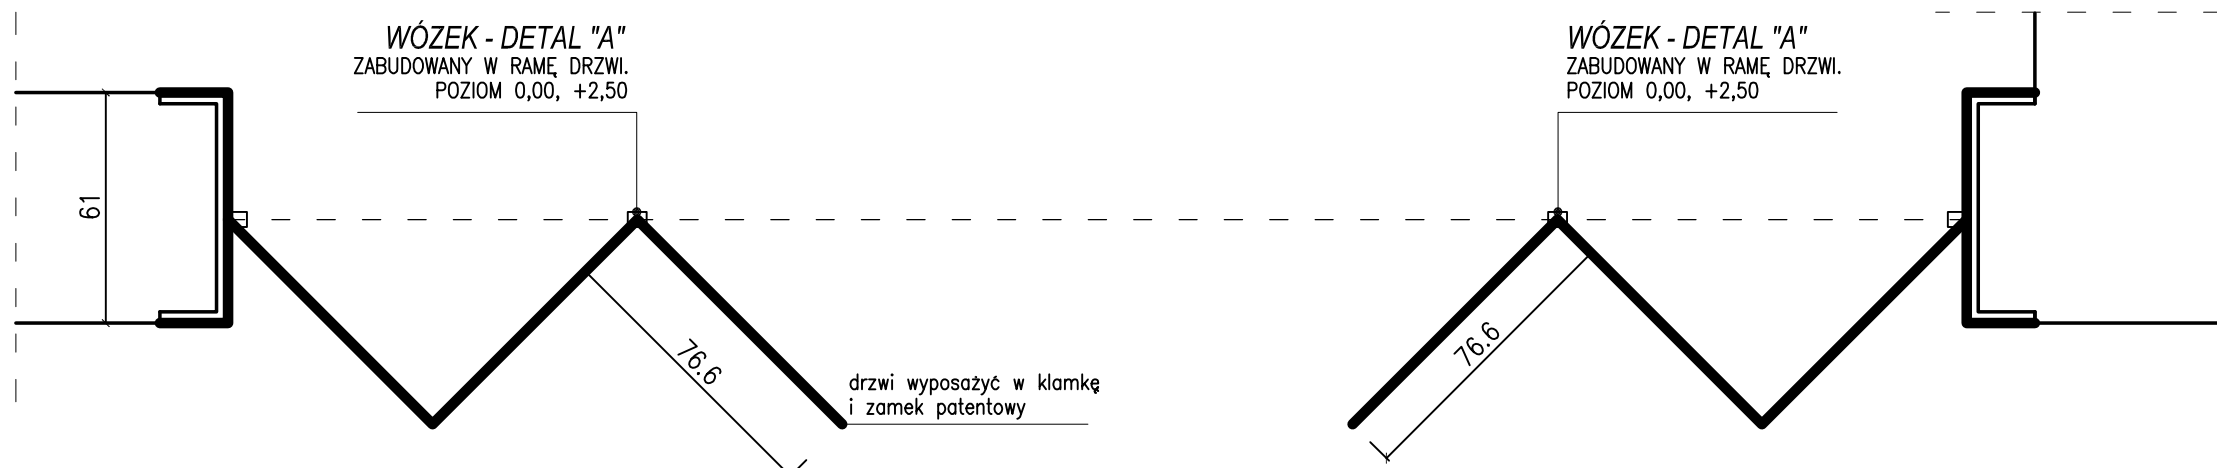 WÓZEK - DETAL "A"
ZABUDOWANY W RAMĘ DRZWI.
POZIOM 0,00, +2,50
WÓZEK - DETAL "A"
ZABUDOWANY W RAMĘ DRZWI.
POZIOM 0,00, +2,50
61
76.6
76.6
drzwi wyposażyć w klamkę
i zamek patentowy